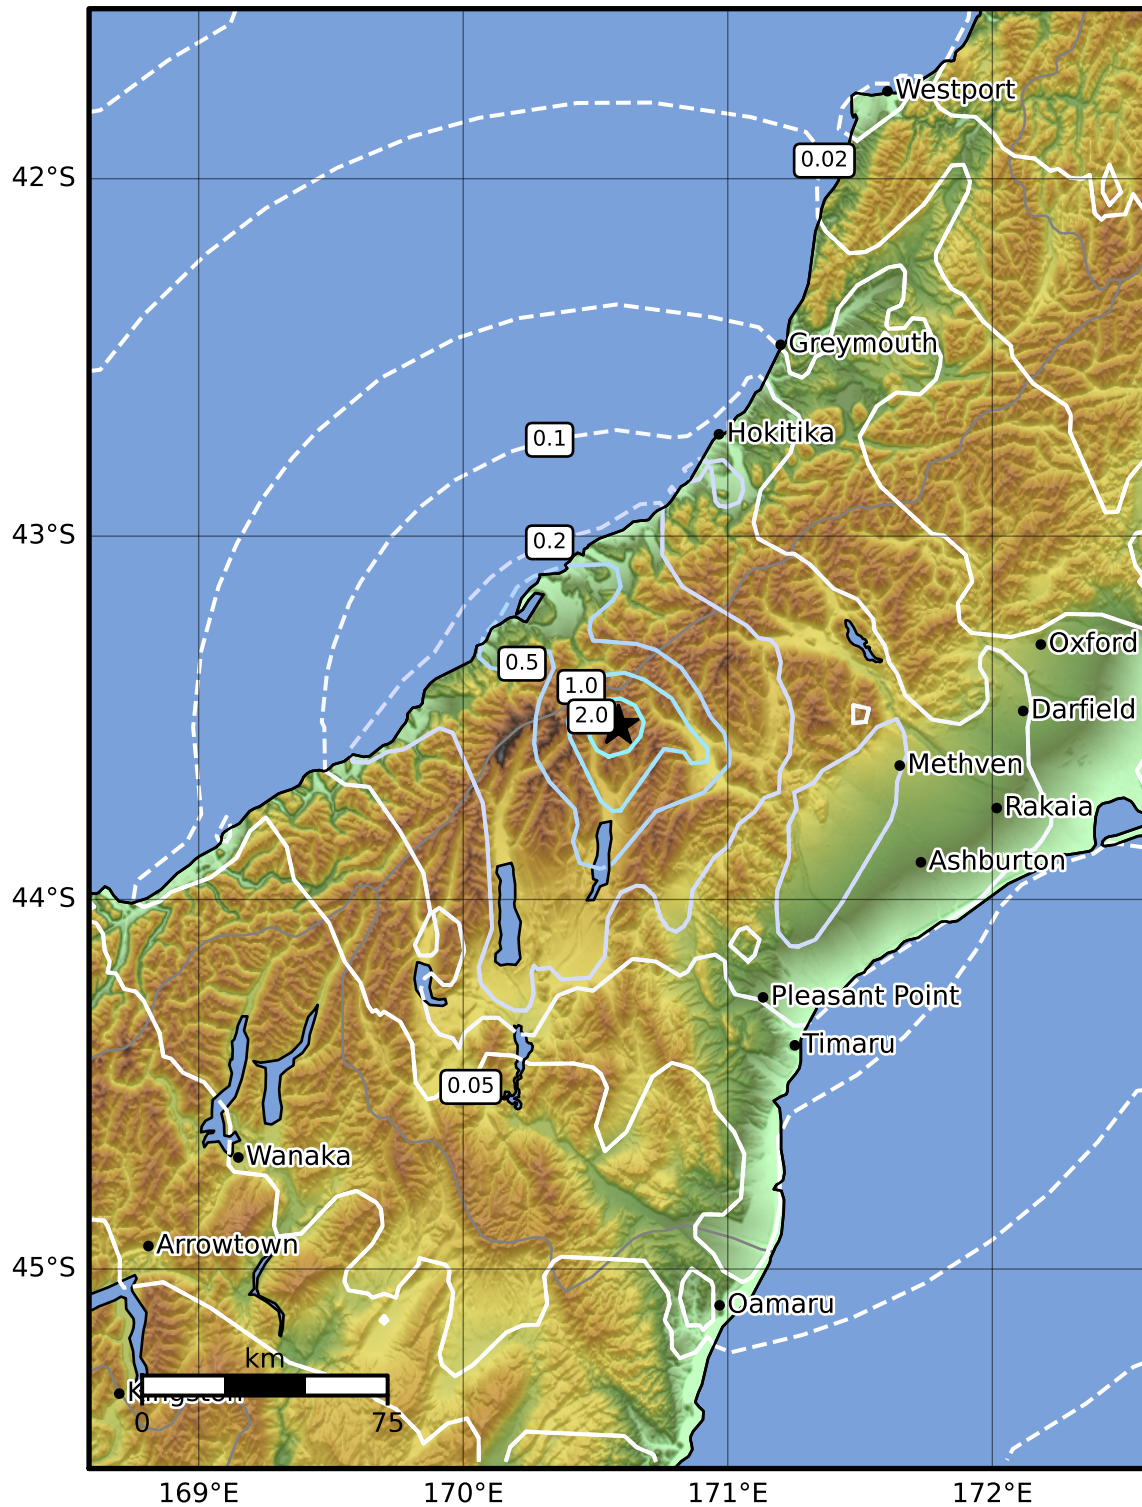 Westport
0.02
42°S
Greymouth
Hokitika
0.1
43°S
0.2
Oxford
0.5
1.0
Darfield
2.0
Methven
Rakaia
Ashburton
44°S
Pleasant Point
Timaru
0.05
Wanaka
Arrowtown
45°S
Oamaru
km
Kingston
0 75
169°E 170°E 171°E 172°E